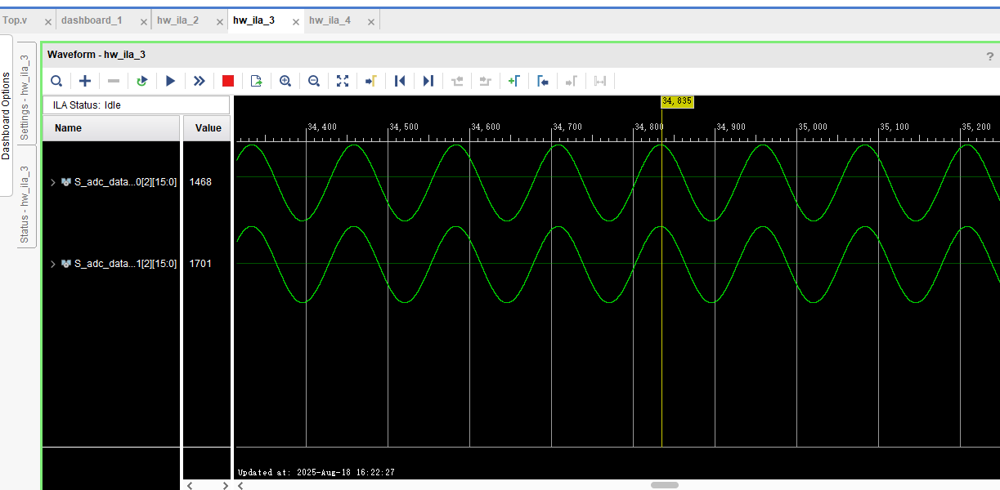 Top.v dashboard_1 hw_ila_2 hw_ila_3 hw_ila_4
Dashboard Options
Settings - hw_ila_3
Status - hw_ila_3
Waveform - hw_ila_3
?
ILA Status: Idle
34,835
Name Value
34,400 34,500 34,600 34,700 34,800 34,900 35,000 35,100 35,200
S_adc_data...0[2][15:0] 1468
S_adc_data...1[2][15:0] 1701
Updated at: 2025-Aug-18 16:22:27